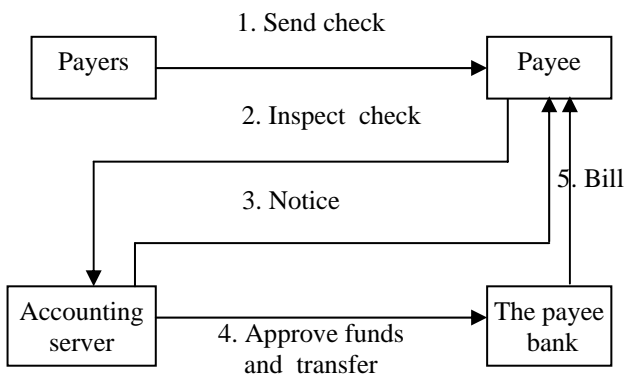 1. Send check
Payers
Payee
2. Inspect check
3. Notice
5. Bill
Accounting
server
4. Approve funds
and transfer
The payee
bank